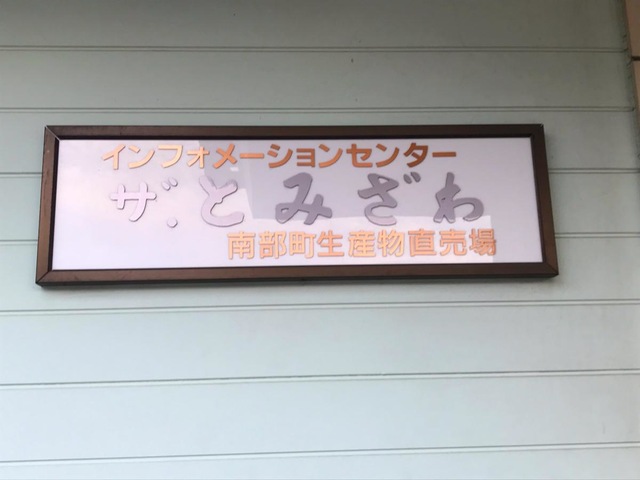 インフォメーションセンター
ザ.とみざわ
南部町生産物直売場